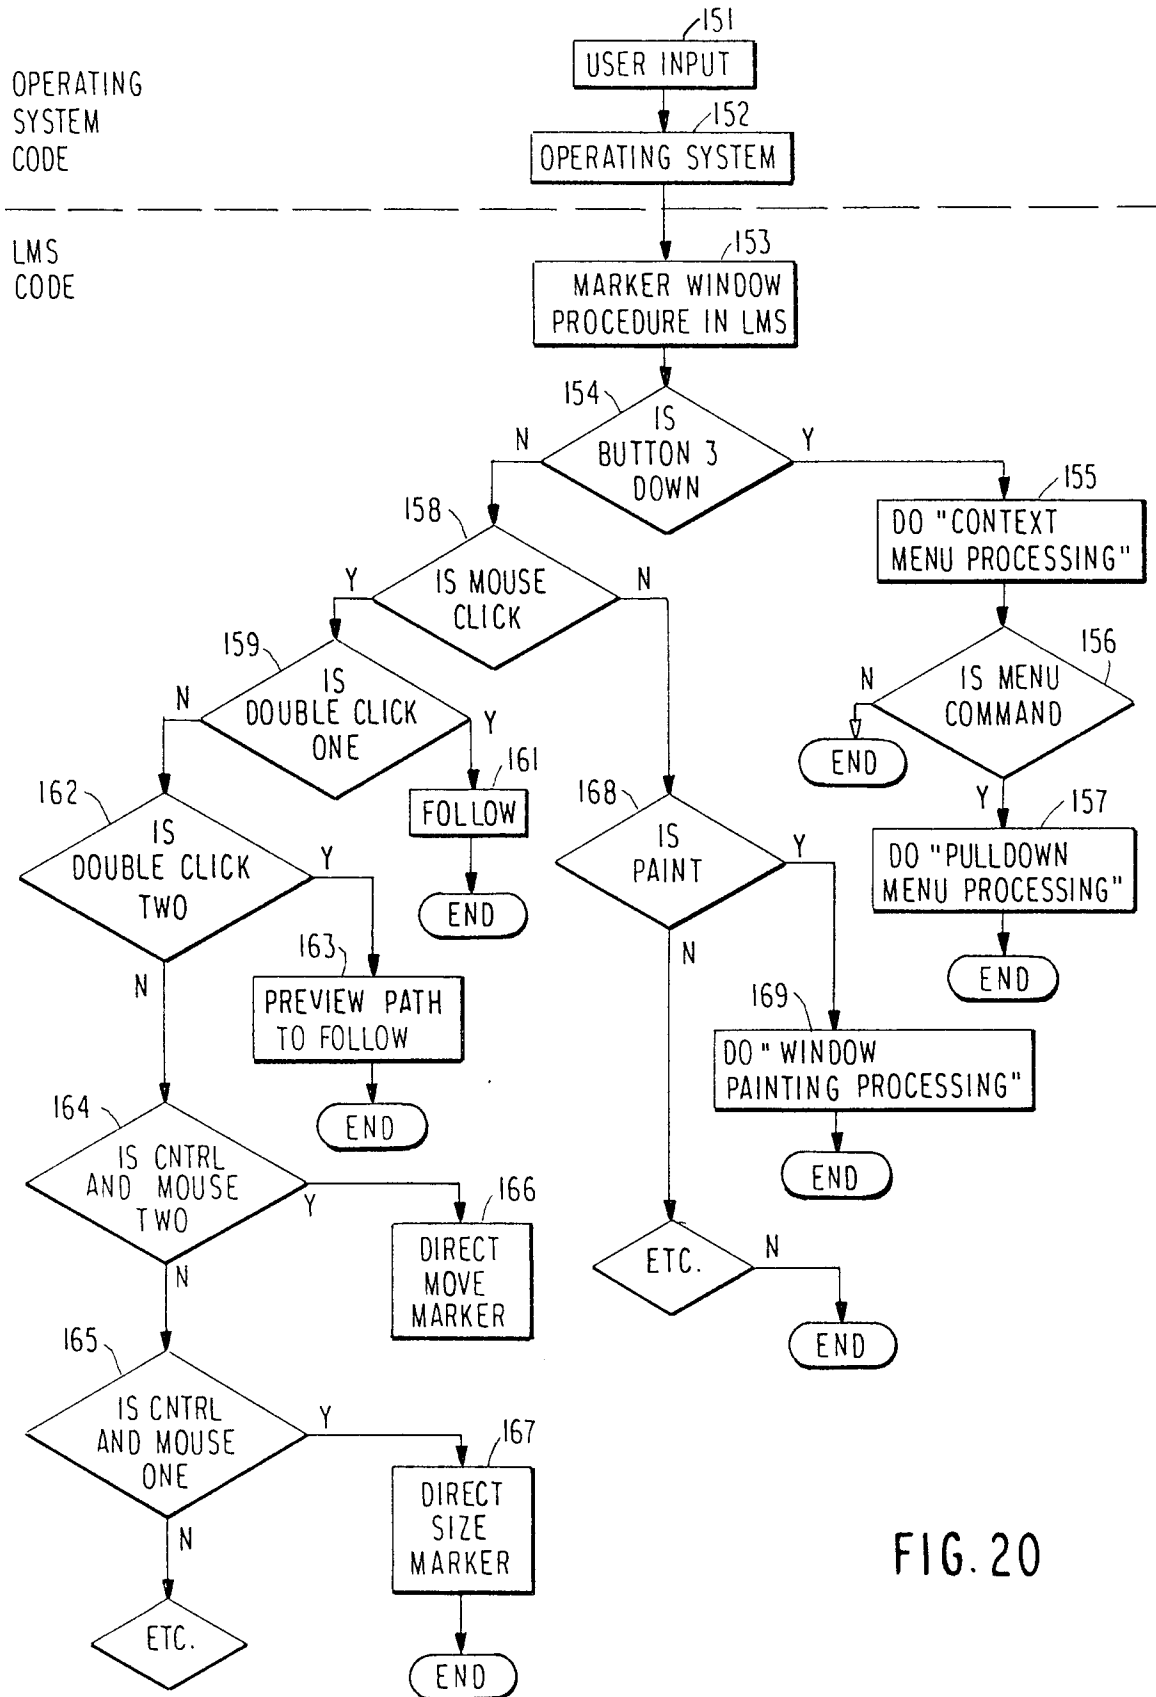 151
USER INPUT
OPERATING
SYSTEM
CODE
152
OPERATING SYSTEM
LMS
CODE
153
MARKER WINDOW
PROCEDURE IN LMS
154
IS
BUTTON 3
DOWN
N
Y
155
DO "CONTEXT
MENU PROCESSING"
158
IS MOUSE
CLICK
Y
N
156
IS MENU
COMMAND
N
END
Y
157
DO "PULLDOWN
MENU PROCESSING"
END
159
IS
DOUBLE CLICK
ONE
N
Y
161
FOLLOW
END
162
IS
DOUBLE CLICK
TWO
Y
N
163
PREVIEW PATH
TO FOLLOW
END
168
IS
PAINT
Y
N
169
DO "WINDOW
PAINTING PROCESSING"
END
164
IS CNTRL
AND MOUSE
TWO
Y
N
166
DIRECT
MOVE
MARKER
ETC.
N
END
165
IS CNTRL
AND MOUSE
ONE
Y
N
167
DIRECT
SIZE
MARKER
END
ETC.
FIG. 20